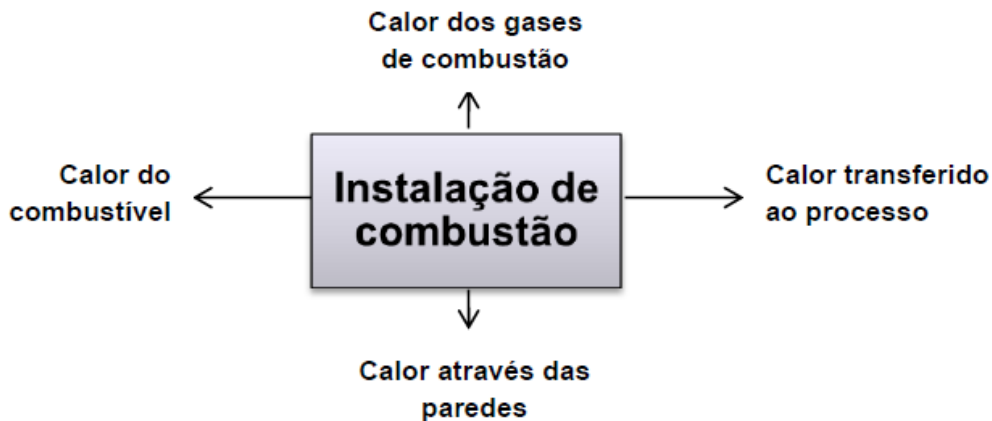 Calor dos gases
de combustão
Calor do
combustível
Instalação de
combustão
Calor transferido
ao processo
Calor através das
paredes